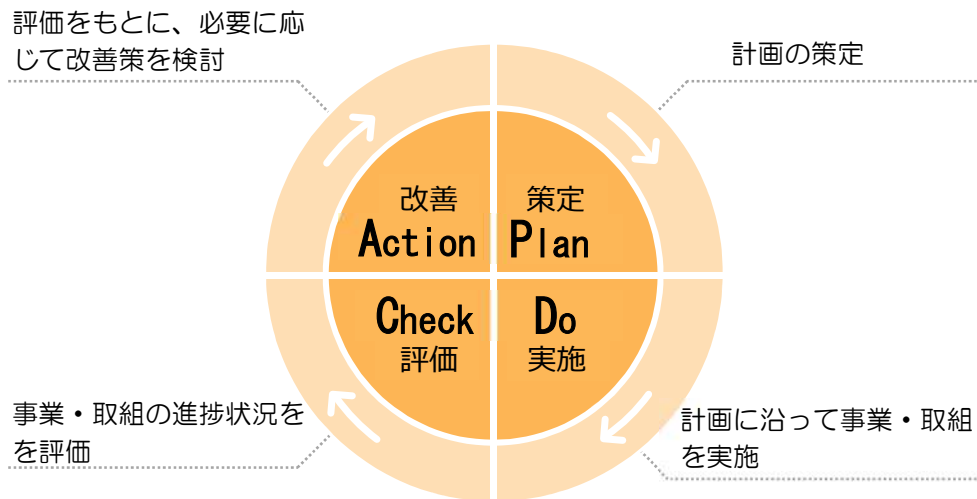 評価をもとに、必要に応
じて改善策を検討
計画の策定
改善
Action
策定
Plan
Check
評価
Do
実施
事業・取組の進捗状況を
を評価
計画に沿って事業・取組
を実施